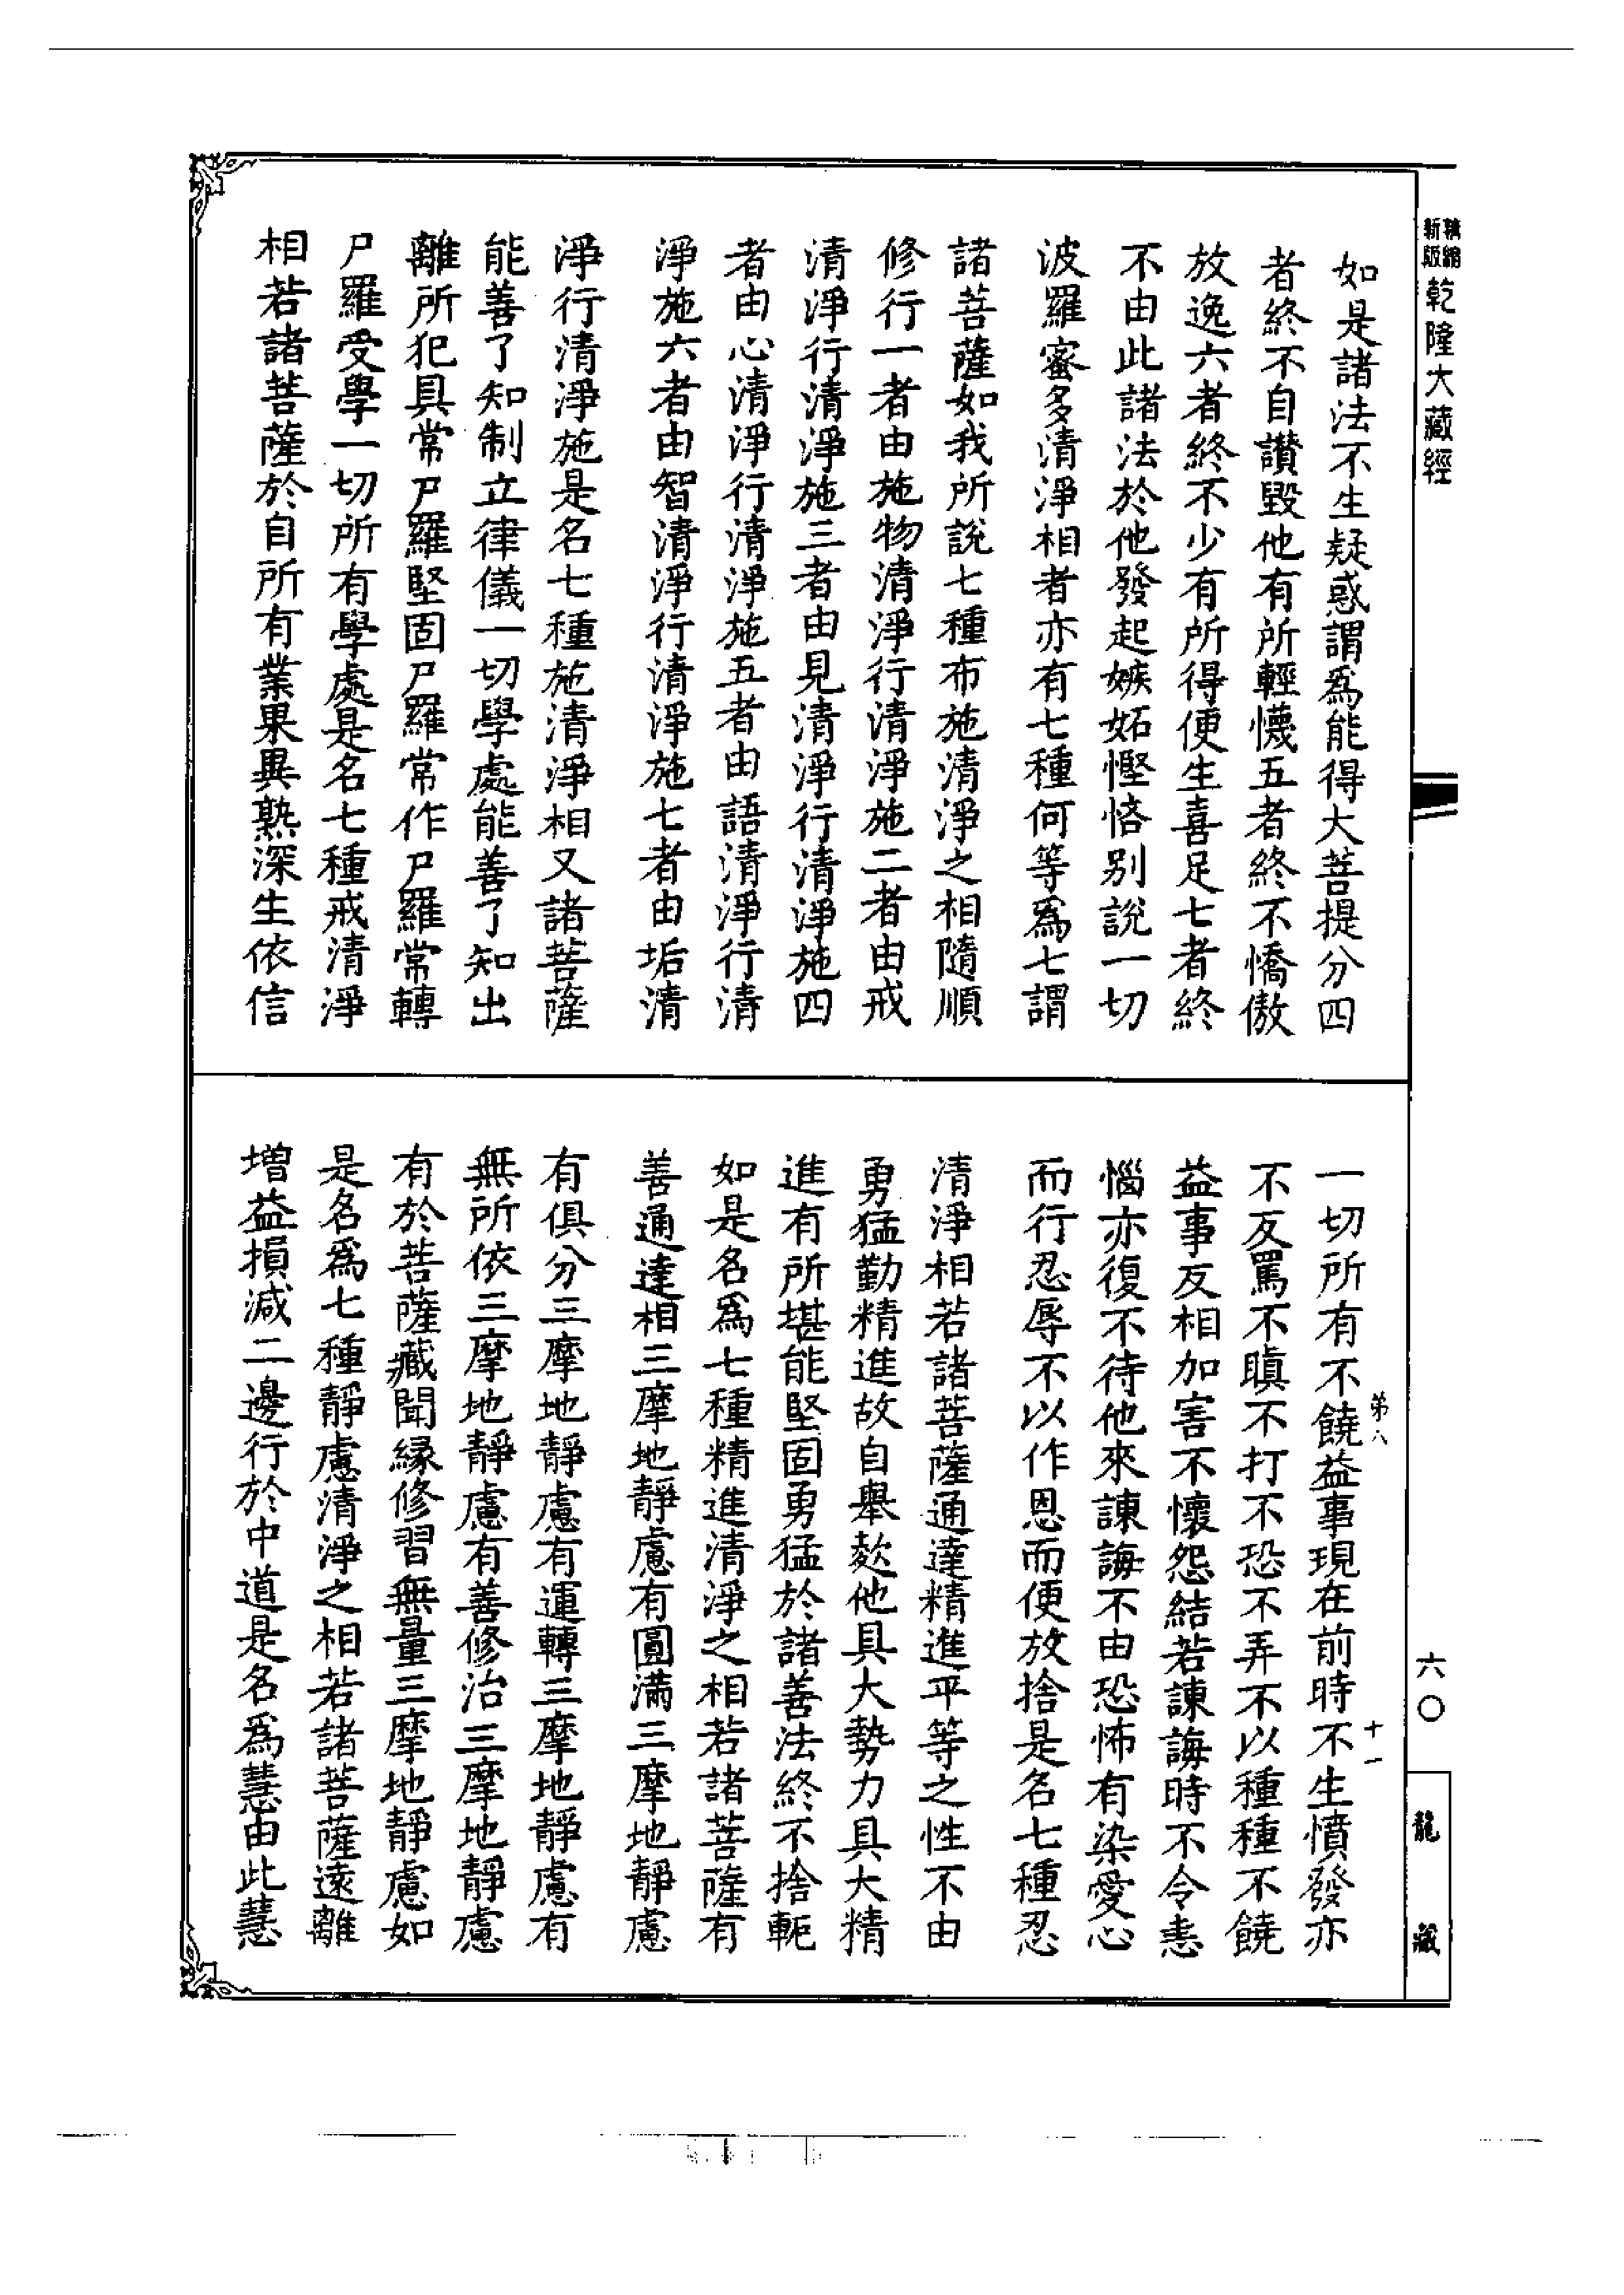 新編縮版乾隆大藏經
如是諸法不生疑惑謂為能得大菩提分四
者終不自讚毀他有所輕懱五者終不憍傲
放逸六者終不少有所得便生喜足七者終
不由此諸法於他發起嫉妬慳悋別說一切
波羅蜜多清淨相者亦有七種何等為七謂
諸菩薩如我所說七種布施清淨之相隨順
修行一者由施物清淨行清淨施二者由戒
清淨行清淨施三者由見清淨行清淨施四
者由心清淨行清淨施五者由語清淨行清
淨施六者由智清淨行清淨施七者由垢清
淨行清淨施是名七種施清淨相又諸菩薩
能善了知制立律儀一切學處能善了知出
離所犯具常尸羅堅固尸羅常作尸羅常轉
尸羅受學一切所有學處是名七種戒清淨
相若諸菩薩於自所有業果異熟深生依信
一切所有不饒益事現在前時不生憤發亦
不反罵不瞋不打不恐不弄不以種種不饒
益事反相加害不懷怨結若諫誨時不令恚
惱亦復不待他來諫誨不由恐怖有染愛心
而行忍辱不以作恩而便放捨是名七種忍
清淨相若諸菩薩通達精進平等之性不由
勇猛勤精進故自舉欻他具大勢力具大精
進有所堪能堅固勇猛於諸善法終不捨軛
如是名為七種精進清淨之相若諸菩薩有
善通達相三摩地靜慮有圓滿三摩地靜慮
有俱分三摩地靜慮有運轉三摩地靜慮有
無所依三摩地靜慮有善修治三摩地靜慮
有於菩薩藏聞緣修習無量三摩地靜慮如
是名為七種靜慮清淨之相若諸菩薩遠離
增益損減二邊行於中道是名為慧由此慧
第六
十一
六〇
龍藏